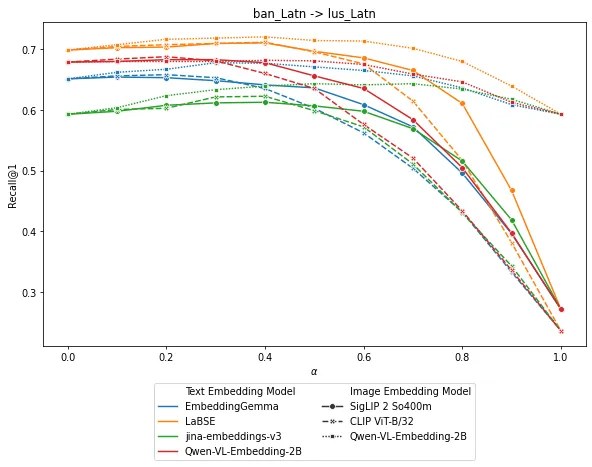 ban_Latn -> lus_Latn
0.7
0.6
0.5
0.4
0.3
Recall@1
0.0 0.2 0.4 0.6 0.8 1.0
α
Text Embedding Model
EmbeddingGemma
LaBSE
jina-embeddings-v3
Qwen-VL-Embedding-2B
Image Embedding Model
SigLIP 2 So400m
CLIP ViT-B/32
Qwen-VL-Embedding-2B